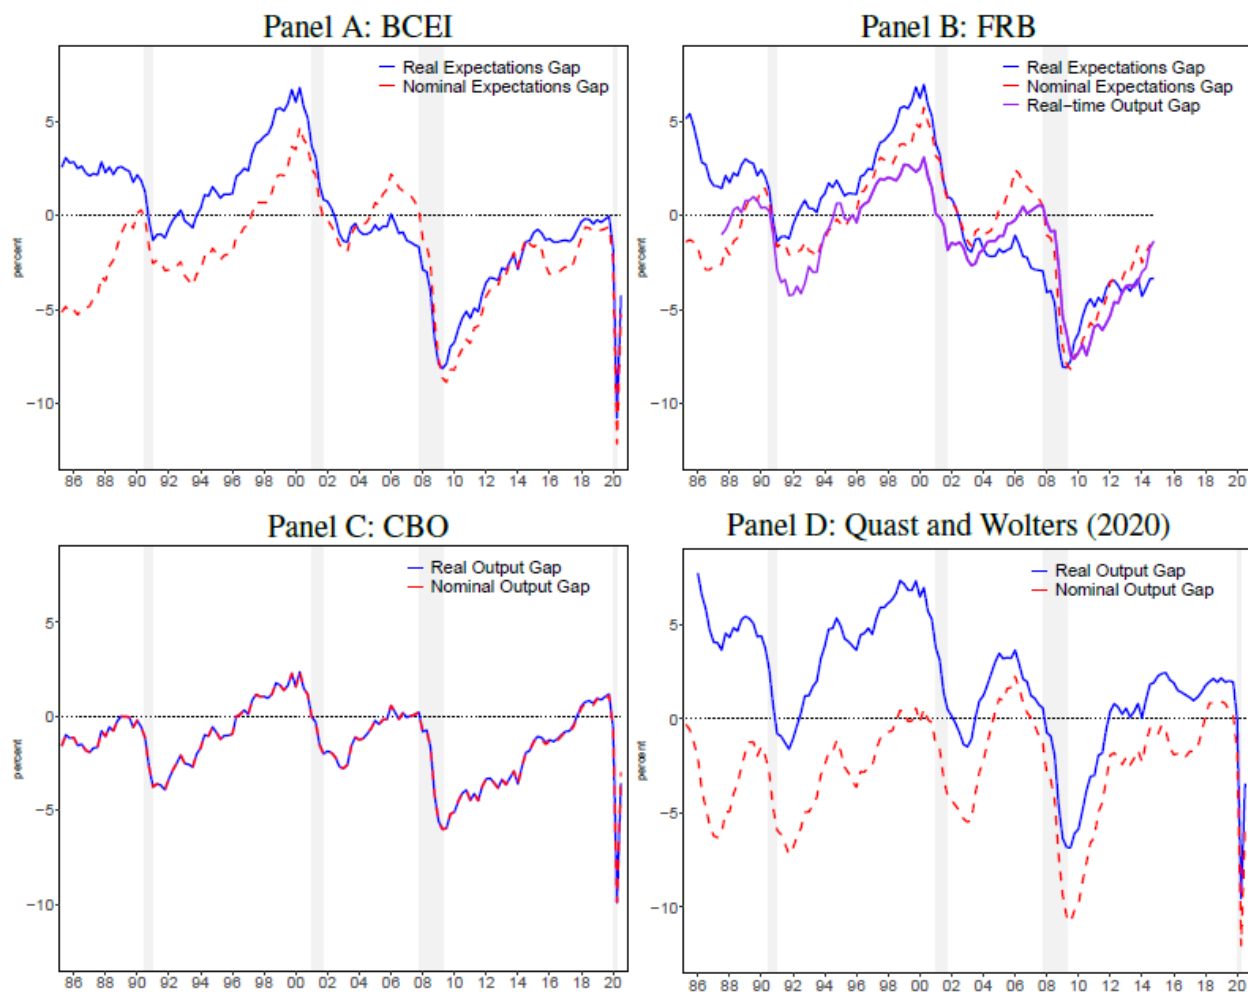 Panel A: BCEI
Real Expectations Gap
Nominal Expectations Gap
percent
5
0
−5
−10
86 88 90 92 94 96 98 00 02 04 06 08 10 12 14 16 18 20
Panel B: FRB
Real Expectations Gap
Nominal Expectations Gap
Real−time Output Gap
percent
5
0
−5
−10
86 88 90 92 94 96 98 00 02 04 06 08 10 12 14 16 18 20
Panel C: CBO
Real Output Gap
Nominal Output Gap
percent
5
0
−5
−10
86 88 90 92 94 96 98 00 02 04 06 08 10 12 14 16 18 20
Panel D: Quast and Wolters (2020)
Real Output Gap
Nominal Output Gap
percent
5
0
−5
−10
86 88 90 92 94 96 98 00 02 04 06 08 10 12 14 16 18 20